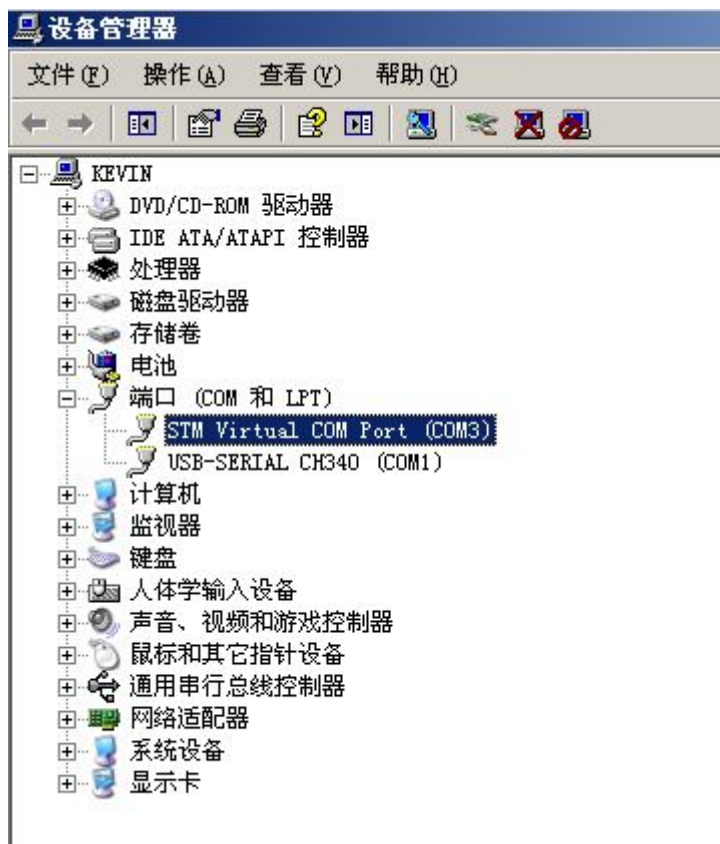 设备管理器
文件(F) 操作(A) 查看(V) 帮助(H)
KEVIN
DVD/CD-ROM 驱动器
IDE ATA/ATAPI 控制器
处理器
磁盘驱动器
存储卷
电池
端口 (COM 和 LPT)
STM Virtual COM Port (COM3)
USB-SERIAL CH340 (COM1)
计算机
监视器
键盘
人体学输入设备
声音、视频和游戏控制器
鼠标和其它指针设备
通用串行总线控制器
网络适配器
系统设备
显示卡